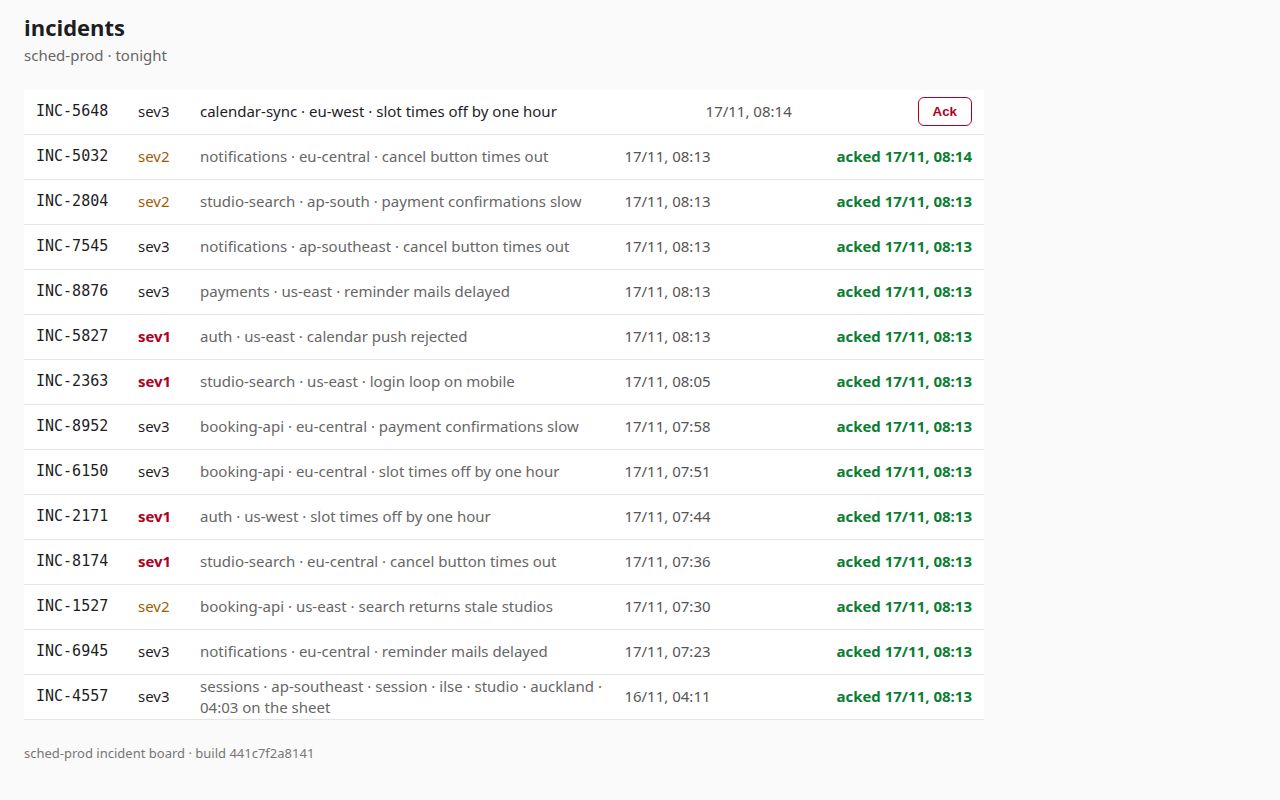 incidents
sched-prod · tonight
INC-5648 sev3 calendar-sync · eu-west · slot times off by one hour 17/11, 08:14 Ack
INC-5032 sev2 notifications · eu-central · cancel button times out 17/11, 08:13 acked 17/11, 08:14
INC-2804 sev2 studio-search · ap-south · payment confirmations slow 17/11, 08:13 acked 17/11, 08:13
INC-7545 sev3 notifications · ap-southeast · cancel button times out 17/11, 08:13 acked 17/11, 08:13
INC-8876 sev3 payments · us-east · reminder mails delayed 17/11, 08:13 acked 17/11, 08:13
INC-5827 sev1 auth · us-east · calendar push rejected 17/11, 08:13 acked 17/11, 08:13
INC-2363 sev1 studio-search · us-east · login loop on mobile 17/11, 08:05 acked 17/11, 08:13
INC-8952 sev3 booking-api · eu-central · payment confirmations slow 17/11, 07:58 acked 17/11, 08:13
INC-6150 sev3 booking-api · eu-central · slot times off by one hour 17/11, 07:51 acked 17/11, 08:13
INC-2171 sev1 auth · us-west · slot times off by one hour 17/11, 07:44 acked 17/11, 08:13
INC-8174 sev1 studio-search · eu-central · cancel button times out 17/11, 07:36 acked 17/11, 08:13
INC-1527 sev2 booking-api · us-east · search returns stale studios 17/11, 07:30 acked 17/11, 08:13
INC-6945 sev3 notifications · eu-central · reminder mails delayed 17/11, 07:23 acked 17/11, 08:13
INC-4557 sev3 sessions · ap-southeast · session · ilse · studio · auckland · 16/11, 04:11 acked 17/11, 08:13
04:03 on the sheet
sched-prod incident board · build 441c7f2a8141